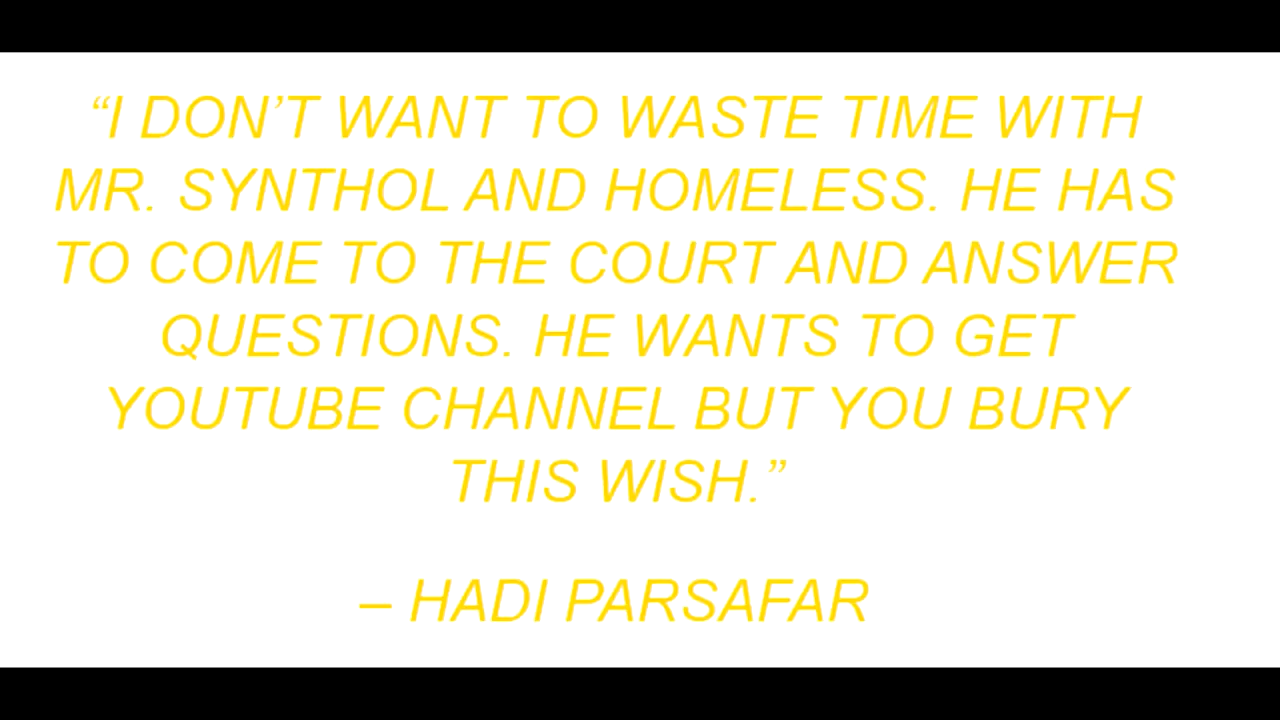 “I DON’T WANT TO WASTE TIME WITH
MR. SYNTHOL AND HOMELESS. HE HAS
TO COME TO THE COURT AND ANSWER
QUESTIONS. HE WANTS TO GET
YOUTUBE CHANNEL BUT YOU BURY
THIS WISH.”
– HADI PARSAFAR